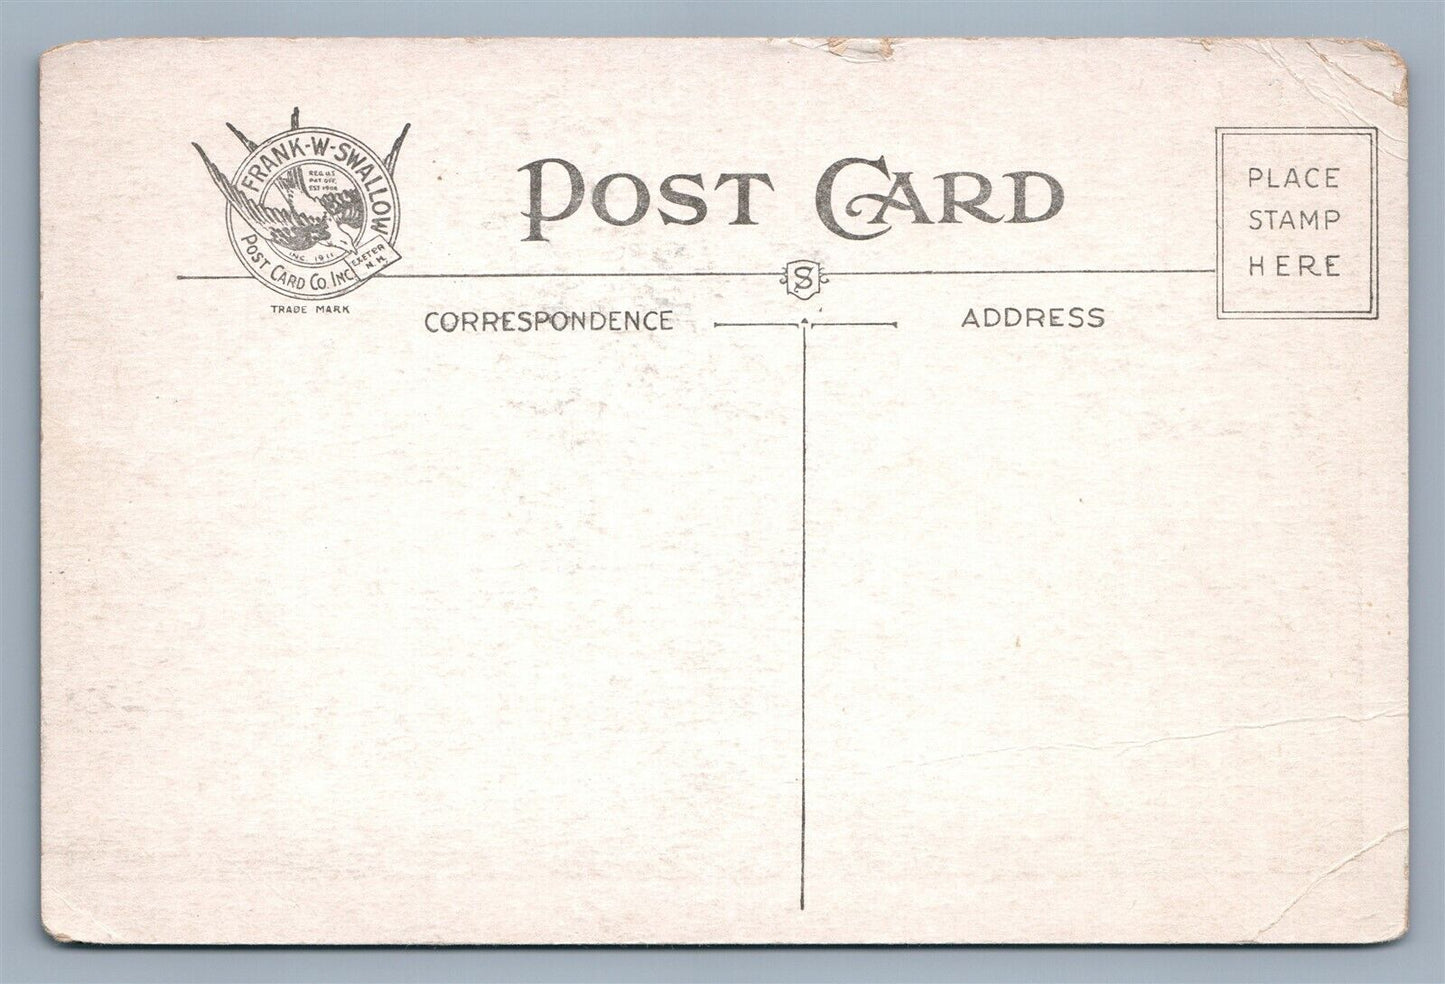 FRANK-W-SWALLOW
REG. U.S.
PAT. OFF.
EST 1904
INC. 1911
POST CARD CO. INC.
EXETER
N.H.
TRADE MARK
POST CARD
PLACE
STAMP
HERE
S
CORRESPONDENCE
ADDRESS